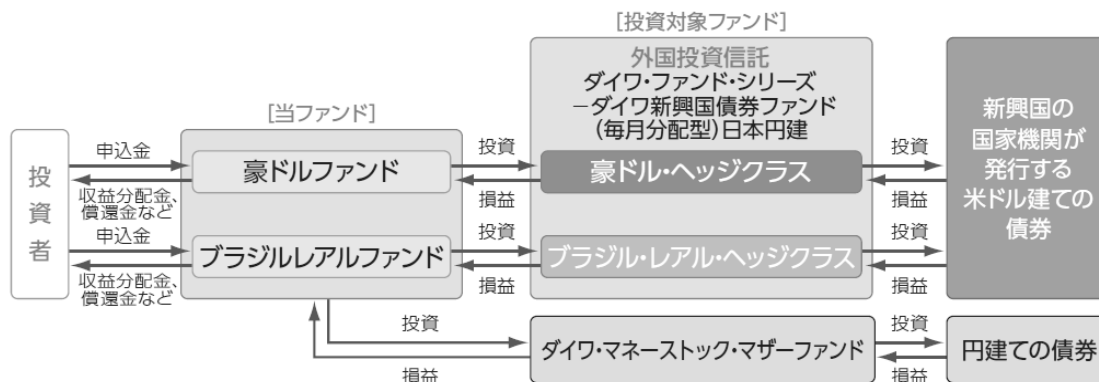 [投資対象ファンド]
外国投資信託
ダイワ・ファンド・シリーズ
－ダイワ新興国債券ファンド
（毎月分配型）日本円建
[当ファンド]
投資者
申込金
収益分配金、
償還金など
申込金
収益分配金、
償還金など
豪ドルファンド
ブラジルレアルファンド
投資
損益
投資
損益
豪ドル・ヘッジクラス
ブラジル・レアル・ヘッジクラス
投資
損益
投資
損益
新興国の
国家機関が
発行する
米ドル建ての
債券
投資
損益
ダイワ・マネーストック・マザーファンド
投資
損益
円建ての債券